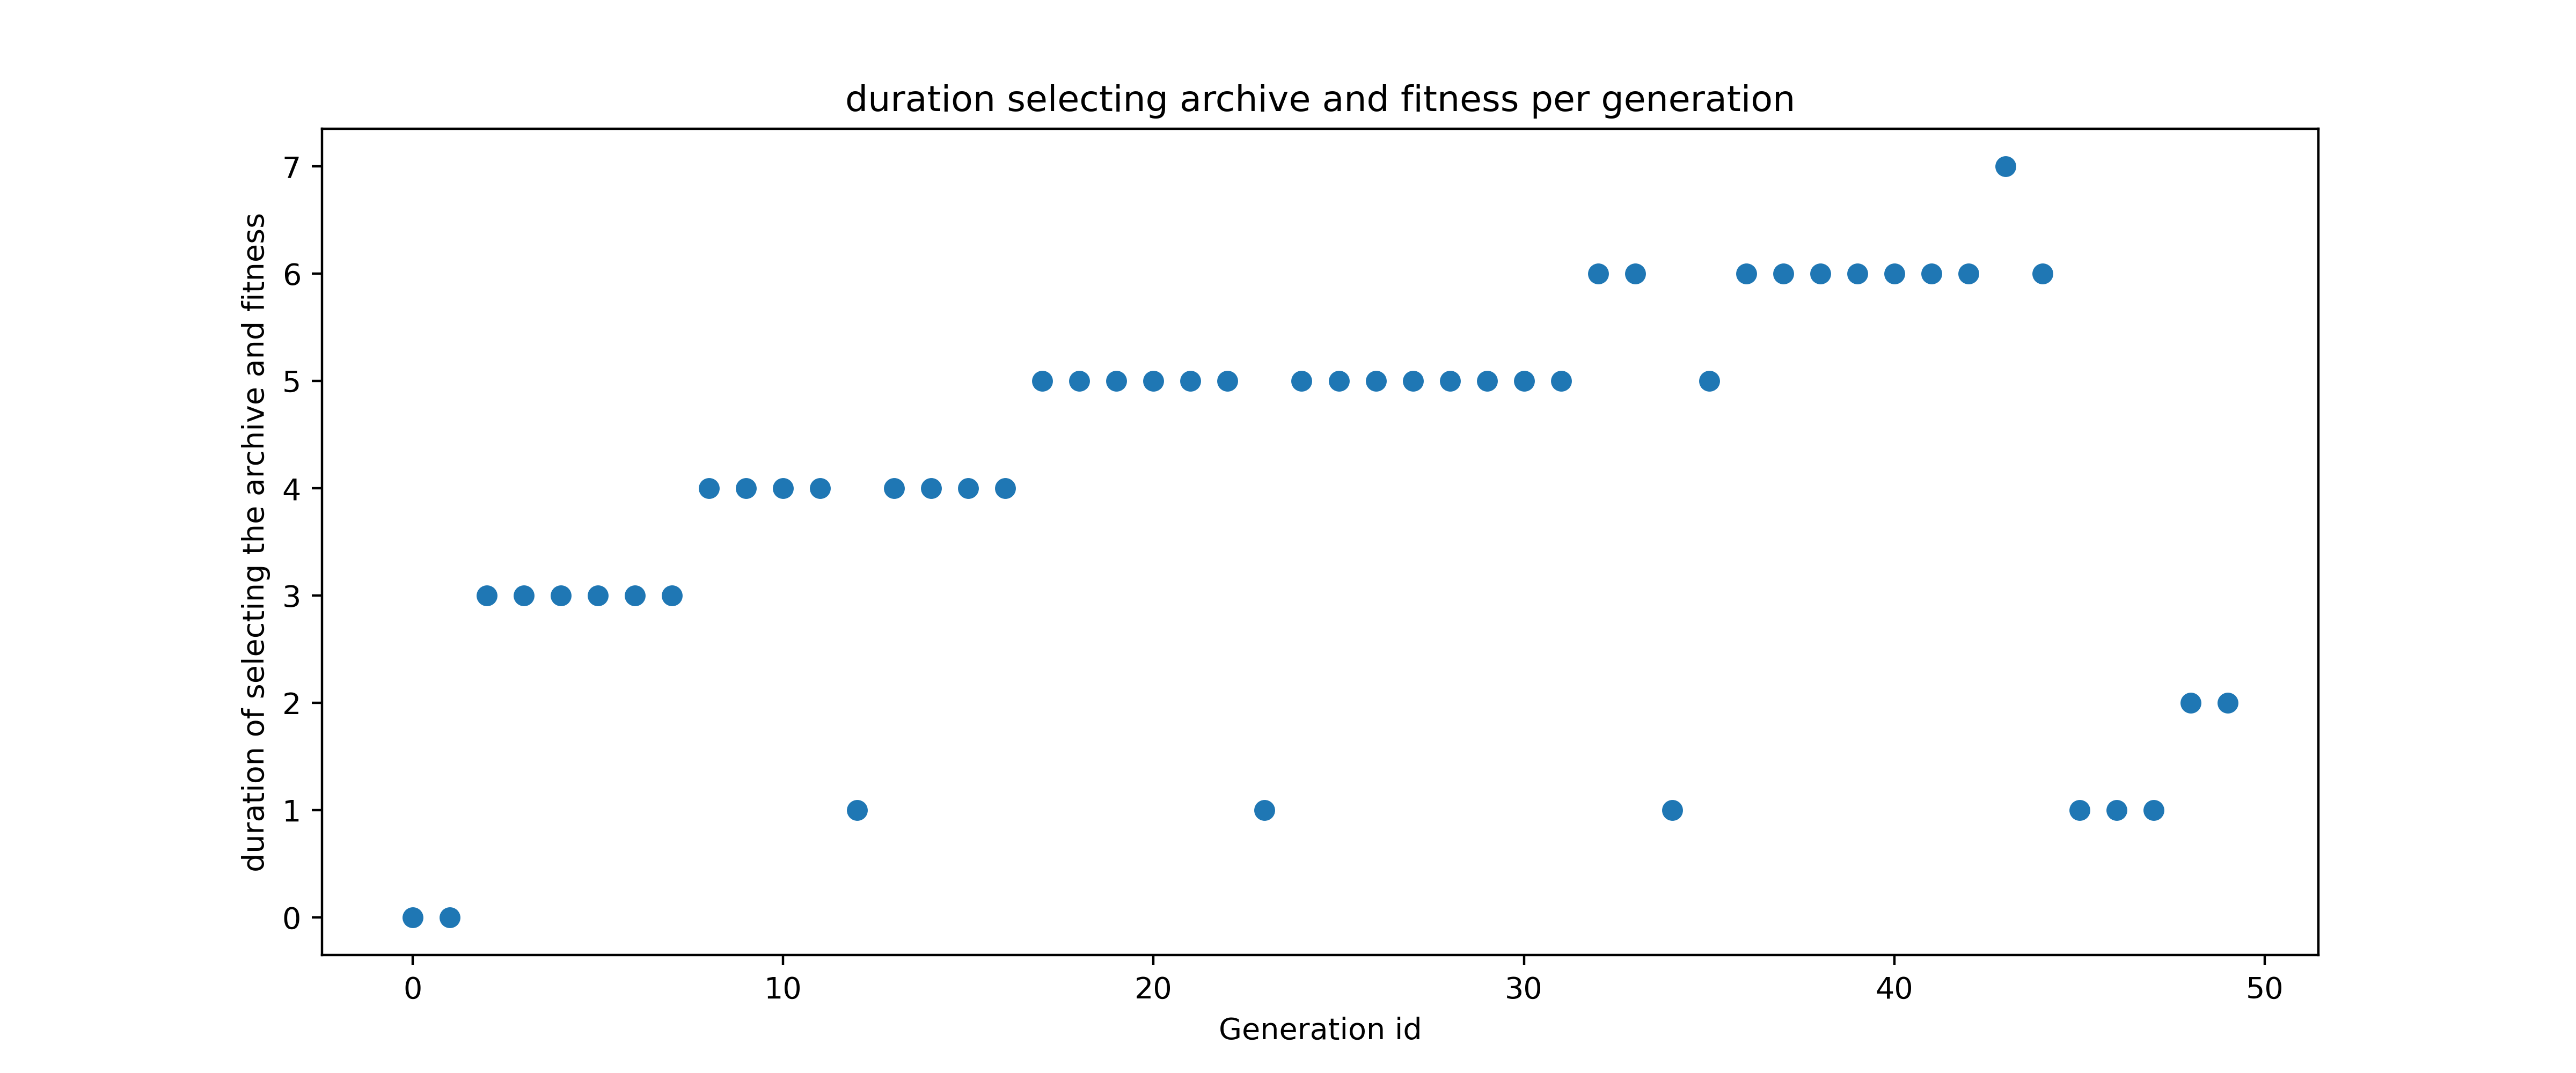 duration selecting archive and fitness per generation
duration of selecting the archive and fitness
7
6
5
4
3
2
1
0
0 10 20 30 40 50
Generation id